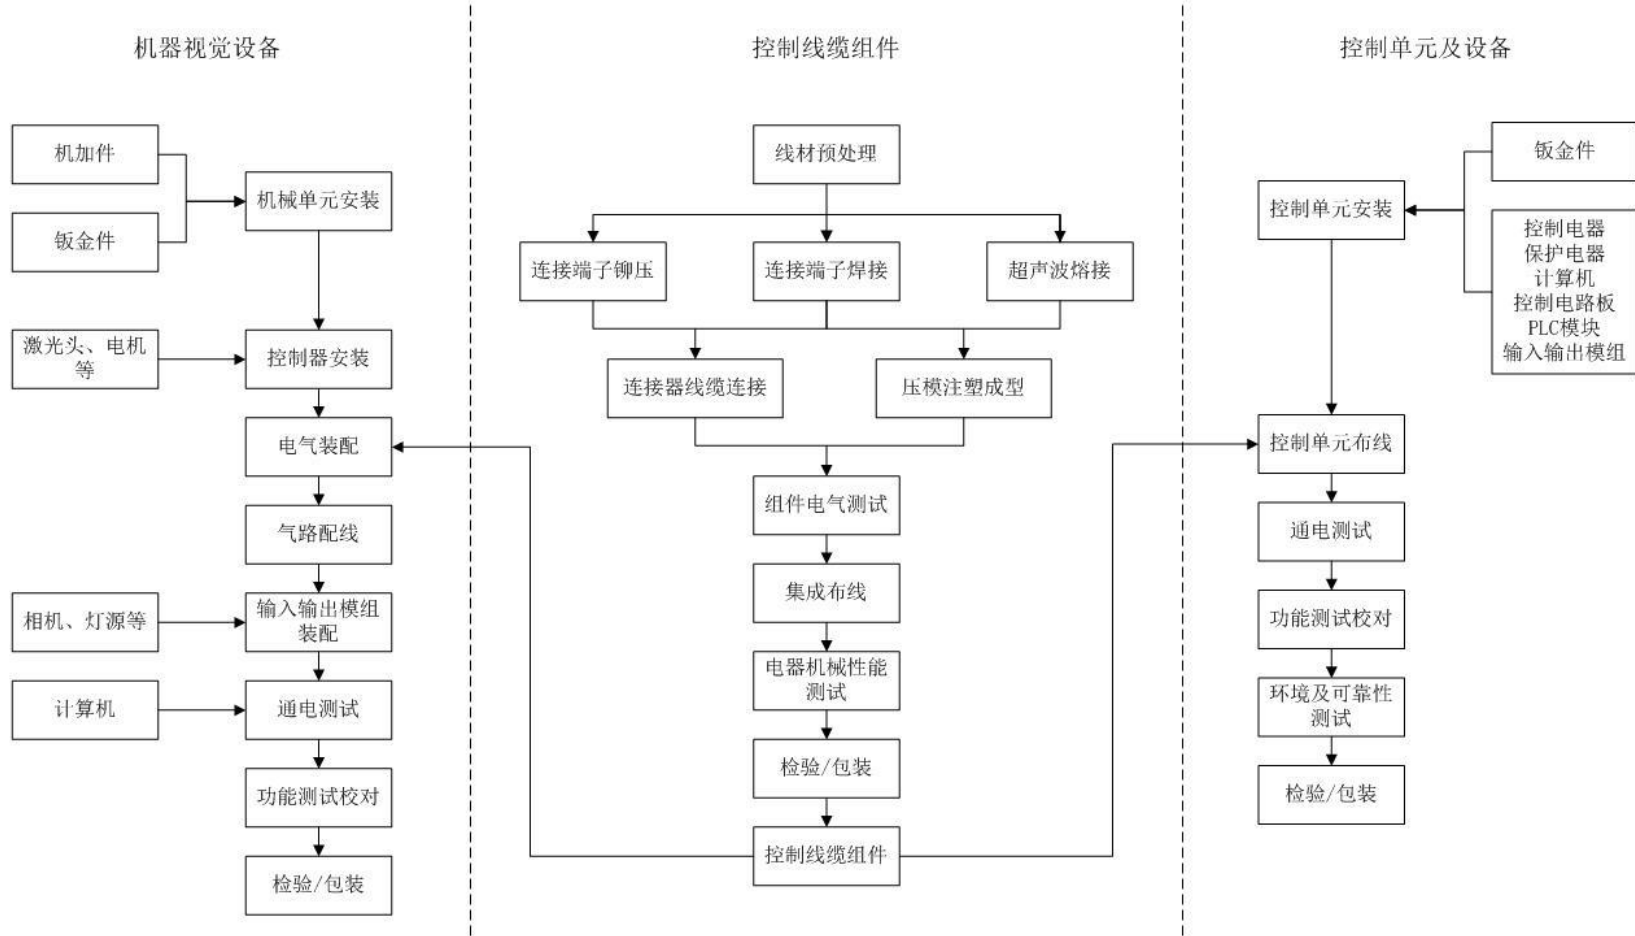 机器视觉设备
控制线缆组件
控制单元及设备
机加件
钣金件
机械单元安装
激光头、电机
等
控制器安装
电气装配
气路配线
相机、灯源等
输入输出模组
装配
计算机
通电测试
功能测试校对
检验/包装
线材预处理
连接端子铆压
连接端子焊接
超声波熔接
连接器线缆连接
压模注塑成型
组件电气测试
集成布线
电器机械性能
测试
检验/包装
控制线缆组件
钣金件
控制单元安装
控制电器
保护电器
计算机
控制电路板
PLC模块
输入输出模组
控制单元布线
通电测试
功能测试校对
环境及可靠性
测试
检验/包装